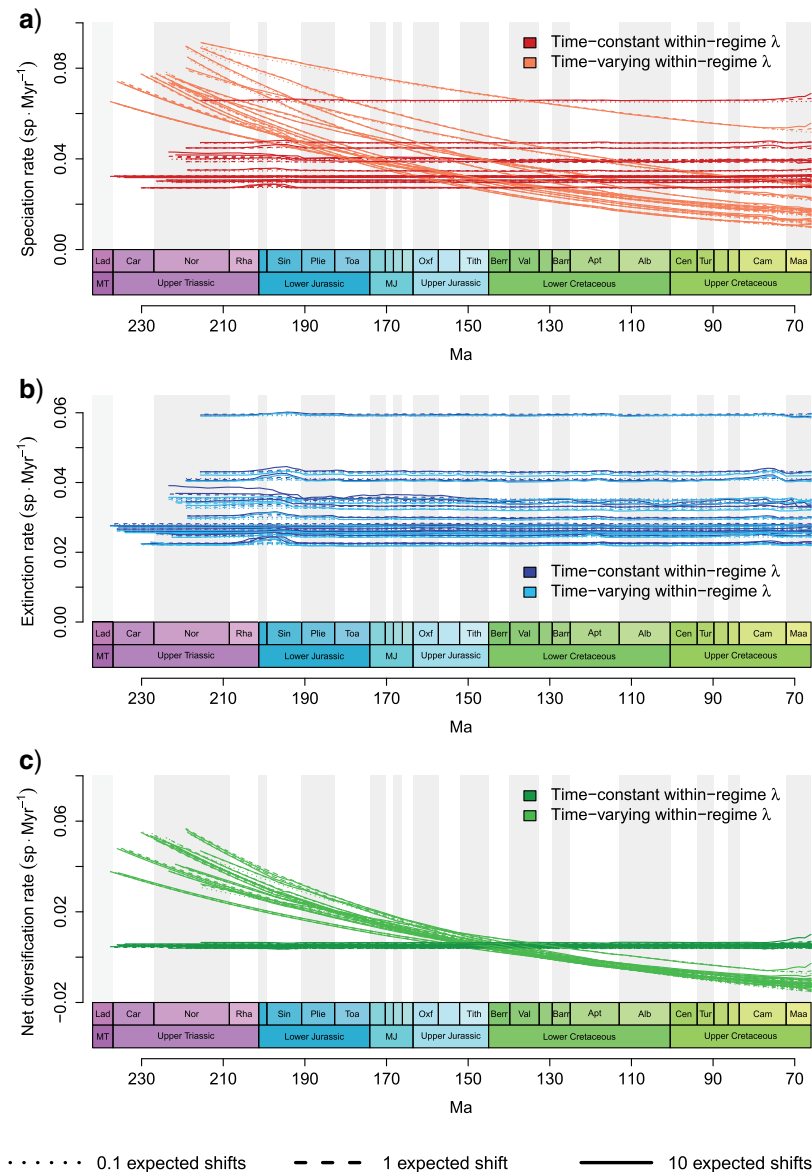 a)
Speciation rate (sp · Myr⁻¹)
0.08
0.04
0.00
Time−constant within−regime λ
Time−varying within−regime λ
Lad Car Nor Rha Sin Plie Toa Oxf Tith Berr Val Barr Apt Alb Cen Tur Cam Maa
MT Upper Triassic Lower Jurassic MJ Upper Jurassic Lower Cretaceous Upper Cretaceous
230 210 190 170 150 130 110 90 70
Ma
b)
Extinction rate (sp · Myr⁻¹)
0.06
0.04
0.02
0.00
Time−constant within−regime λ
Time−varying within−regime λ
Lad Car Nor Rha Sin Plie Toa Oxf Tith Berr Val Barr Apt Alb Cen Tur Cam Maa
MT Upper Triassic Lower Jurassic MJ Upper Jurassic Lower Cretaceous Upper Cretaceous
230 210 190 170 150 130 110 90 70
Ma
c)
Net diversification rate (sp · Myr⁻¹)
0.06
0.02
−0.02
Time−constant within−regime λ
Time−varying within−regime λ
Lad Car Nor Rha Sin Plie Toa Oxf Tith Berr Val Barr Apt Alb Cen Tur Cam Maa
MT Upper Triassic Lower Jurassic MJ Upper Jurassic Lower Cretaceous Upper Cretaceous
230 210 190 170 150 130 110 90 70
Ma
0.1 expected shifts 1 expected shift 10 expected shifts